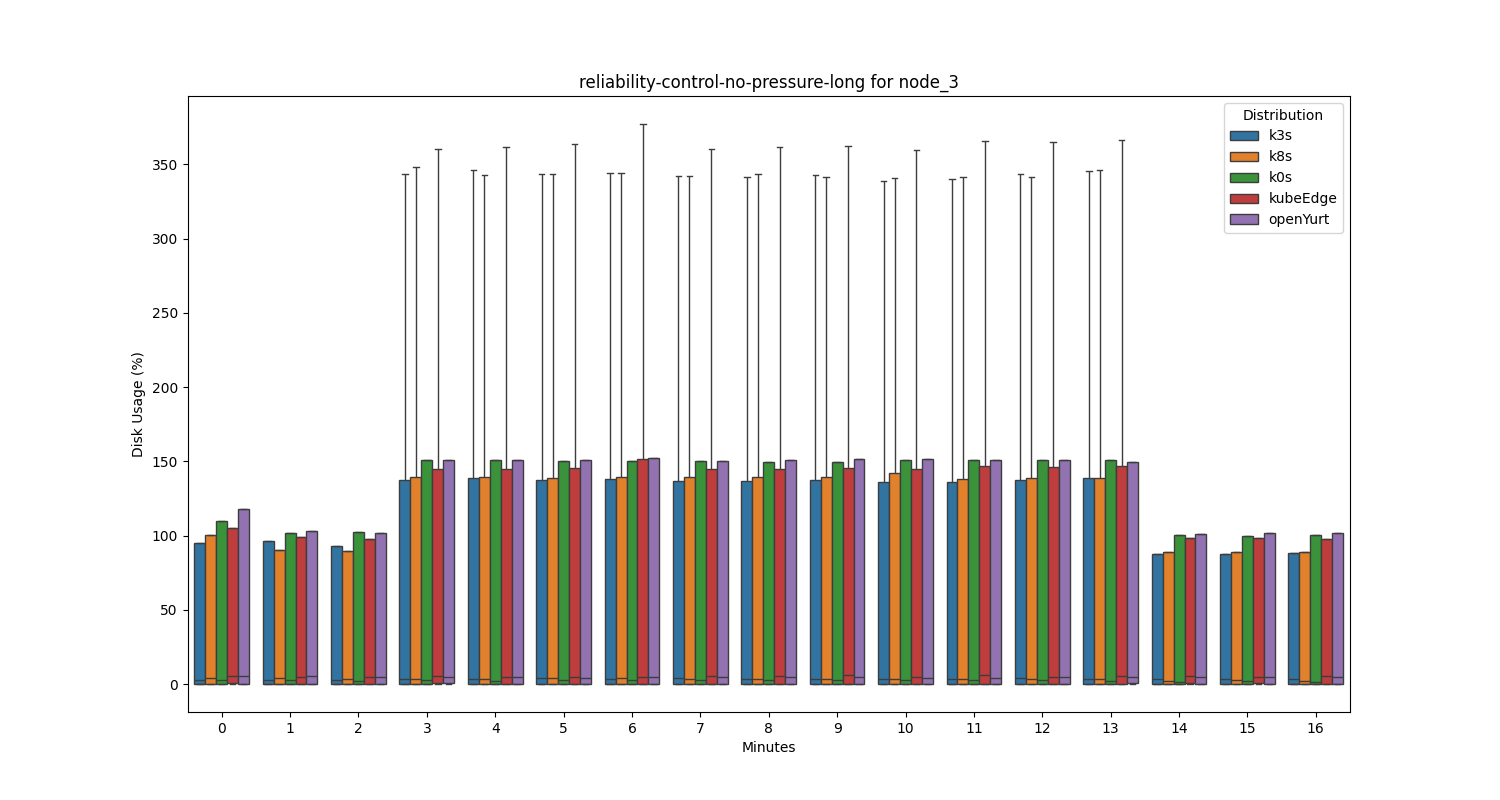 reliability-control-no-pressure-long for node_3
Distribution
k3s
k8s
k0s
kubeEdge
openYurt
Disk Usage (%)
350
300
250
200
150
100
50
0
0 1 2 3 4 5 6 7 8 9 10 11 12 13 14 15 16
Minutes